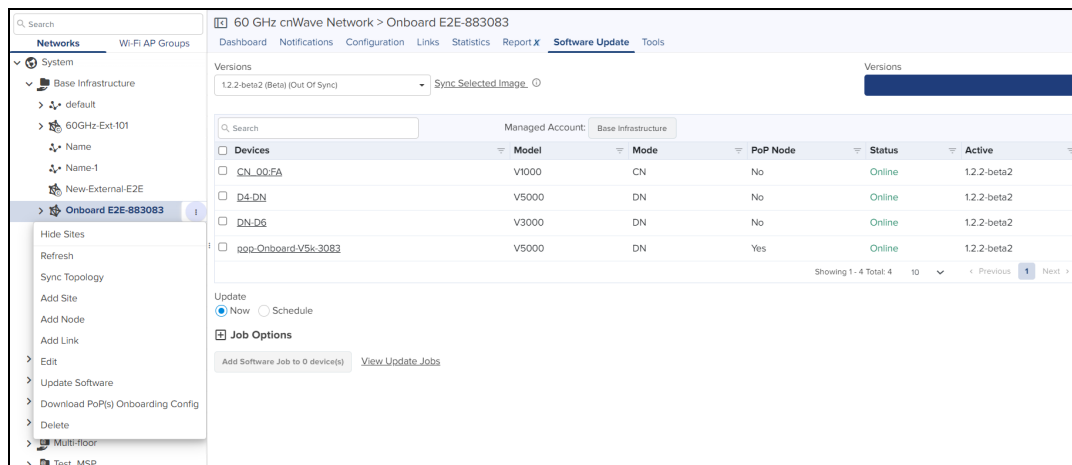 Search
Networks Wi-Fi AP Groups
System
Base Infrastructure
default
60GHz-Ext-101
Name
Name-1
New-External-E2E
Onboard E2E-883083
Hide Sites
Refresh
Sync Topology
Add Site
Add Node
Add Link
Edit
Update Software
Download PoP(s) Onboarding Config
Delete
Multi-floor
Test_MSP
60 GHz cnWave Network > Onboard E2E-883083
Dashboard Notifications Configuration Links Statistics Report X Software Update Tools
Versions Versions
1.2.2-beta2 (Beta) (Out Of Sync) Sync Selected Image
Search Managed Account: Base Infrastructure
Devices Model Mode PoP Node Status Active
CN_00:FA V1000 CN No Online 1.2.2-beta2
D4-DN V5000 DN No Online 1.2.2-beta2
DN-D6 V3000 DN No Online 1.2.2-beta2
pop-Onboard-V5k-3083 V5000 DN Yes Online 1.2.2-beta2
Showing 1 - 4 Total: 4 10 < Previous 1 Next >
Update
Now Schedule
Job Options
Add Software Job to 0 device(s) View Update Jobs